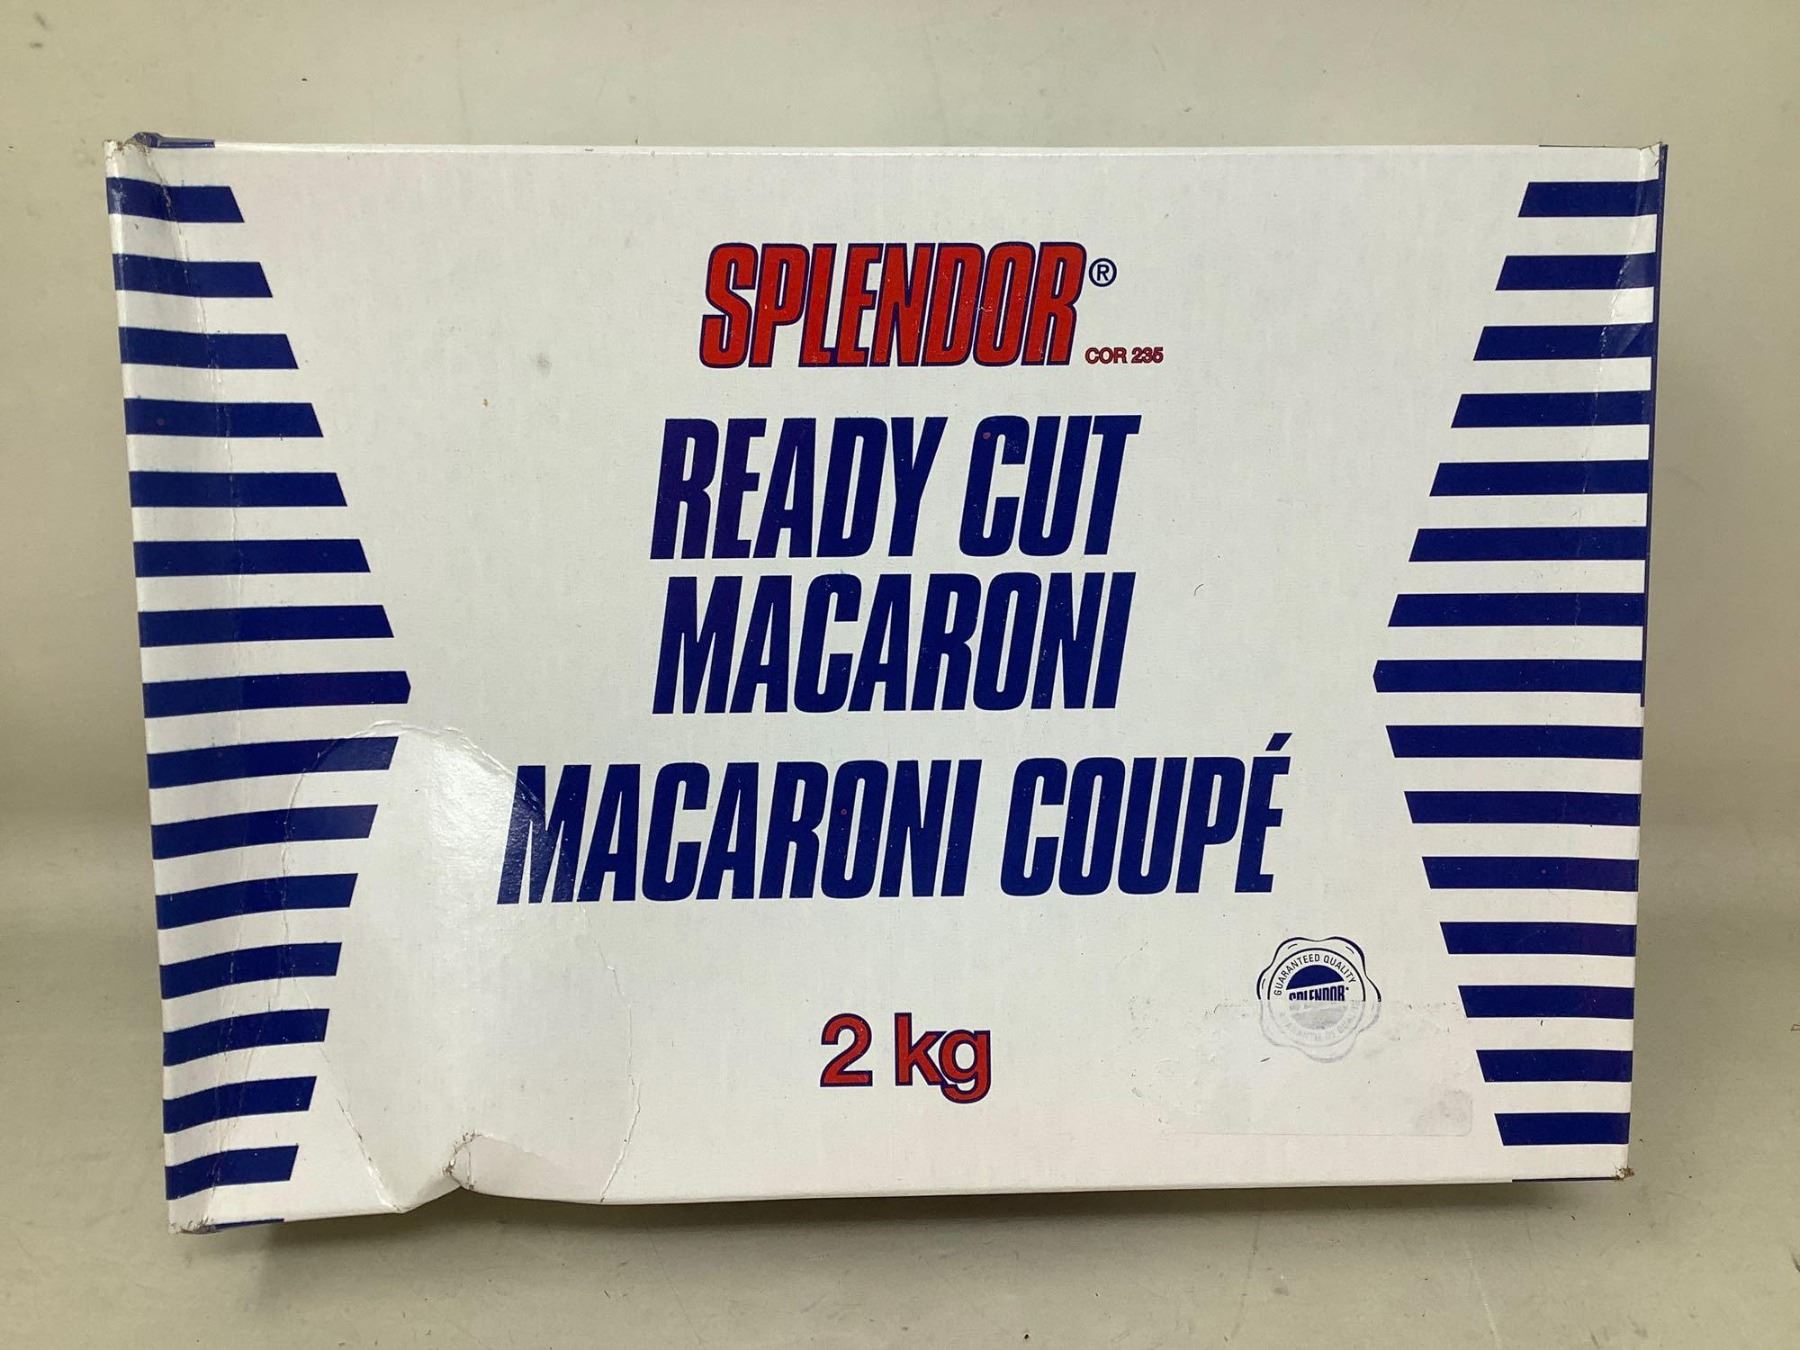 SPLENDOR®
COR 235
READY CUT
MACARONI
MACARONI COUPÉ
GUARANTEED QUALITY
SPLENDOR
2 kg